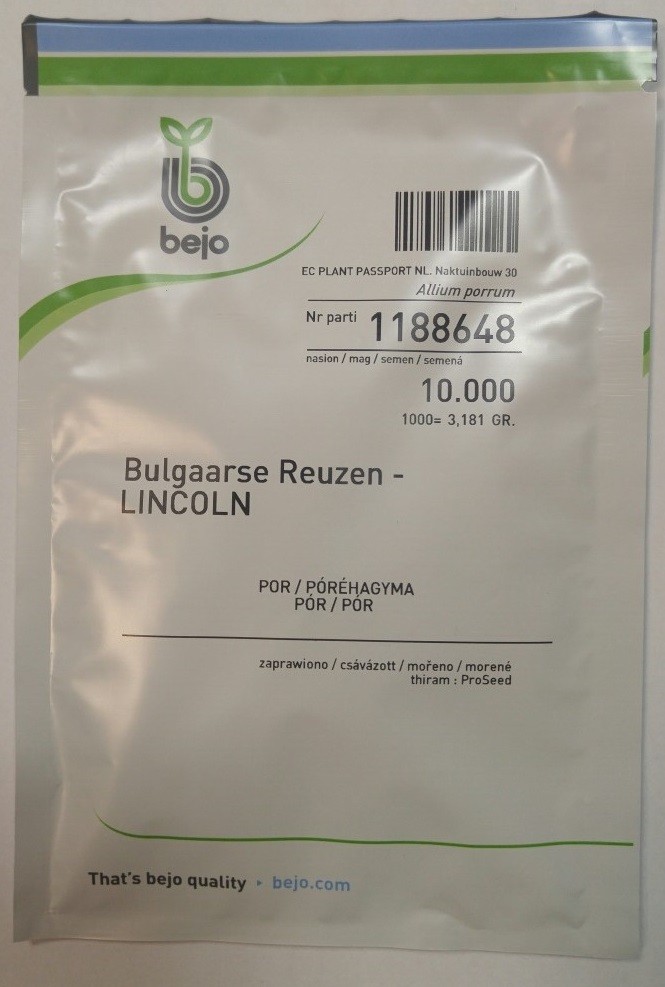 bejo
EC PLANT PASSPORT NL. Naktuinbouw 30
Allium porrum
Nr parti 1188648
nasion / mag / semen / semená
10.000
1000= 3,181 GR.
Bulgaarse Reuzen -
LINCOLN
POR / PÓRÉHAGYMA
PÓR / PÓR
zaprawiono / csávázott / mořeno / morené
thiram : ProSeed
That's bejo quality ▸ bejo.com